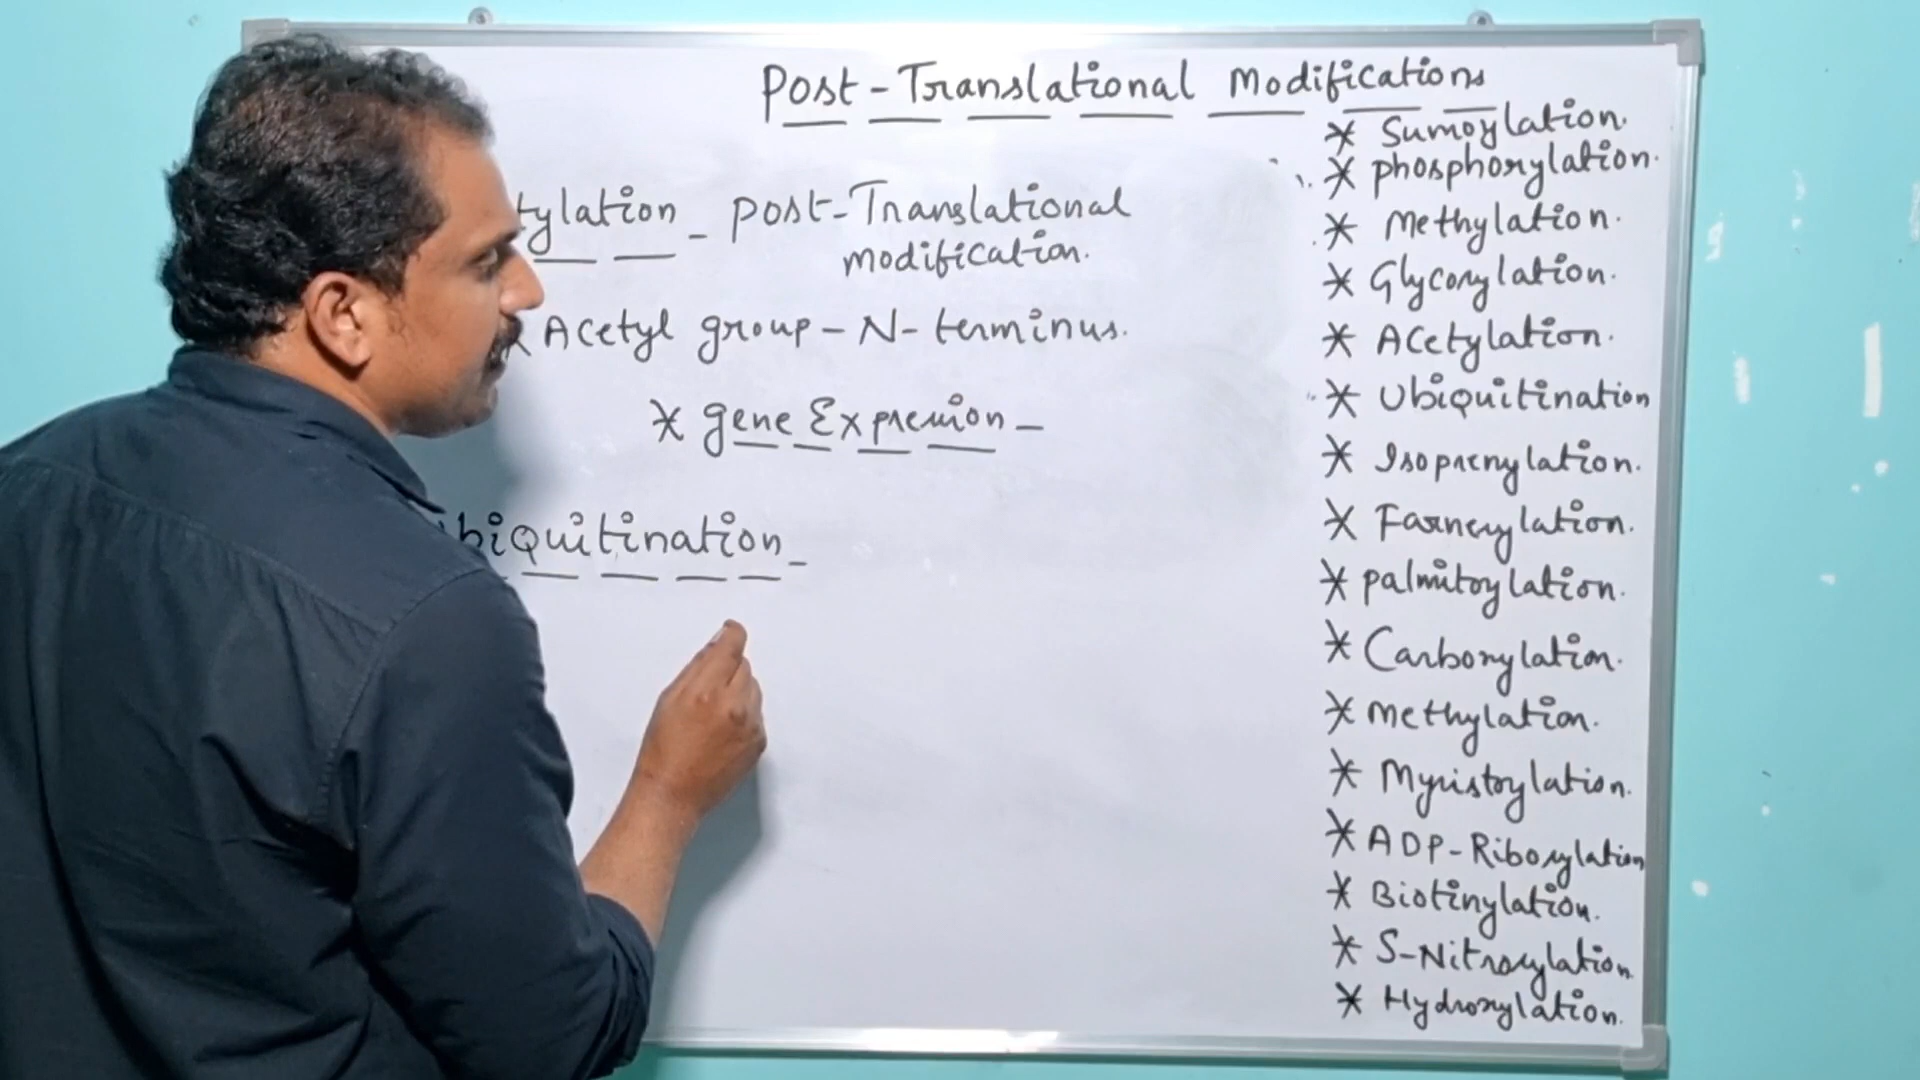 Post-Translational Modifications
tylation - Post-Translational
modification.
Acetyl group - N-terminus.
* gene Expression -
biquitination -
* Sumoylation.
* phosphorylation.
* Methylation.
* Glycosylation.
* Acetylation.
* Ubiquitination
* Isoprenylation.
* Farnesylation.
* palmitoylation.
* Carboxylation.
* methylation.
* Myristoylation.
* ADP-Ribosylation
* Biotinylation.
* S-Nitrosylation
* Hydroxylation.